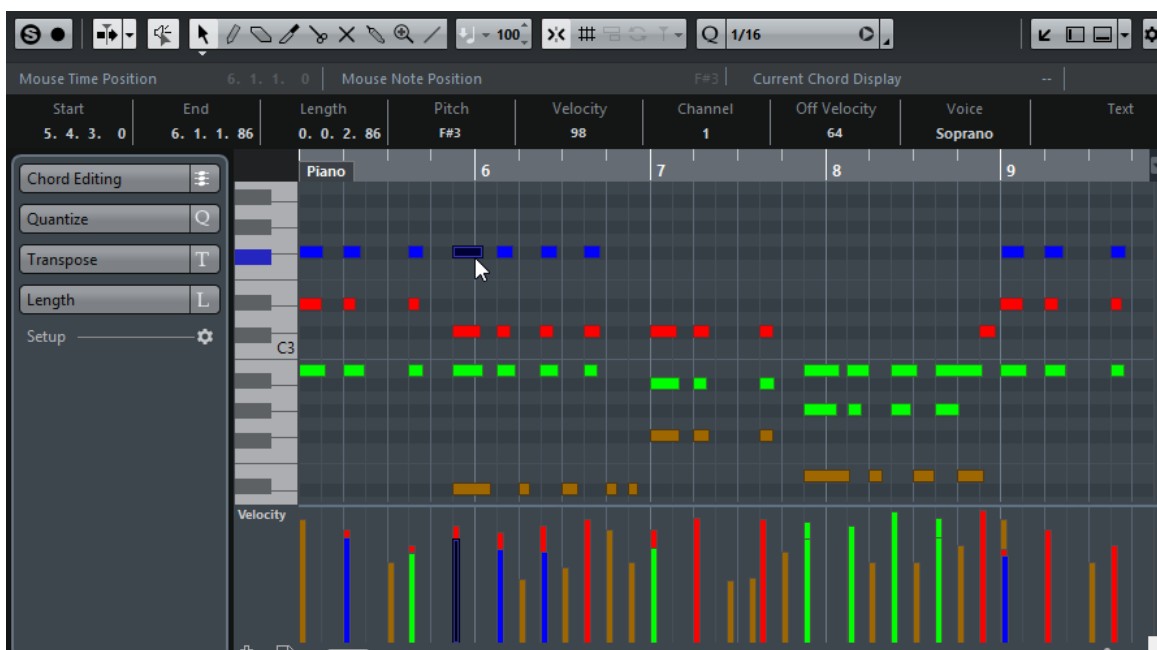 100 Q 1/16
Mouse Time Position 6. 1. 1. 0 Mouse Note Position F#3 Current Chord Display --
Start End Length Pitch Velocity Channel Off Velocity Voice Text
5. 4. 3. 0 6. 1. 1. 86 0. 0. 2. 86 F#3 98 1 64 Soprano
Chord Editing
Quantize Q
Transpose T
Length L
Setup
Piano 6 7 8 9
C3
Velocity